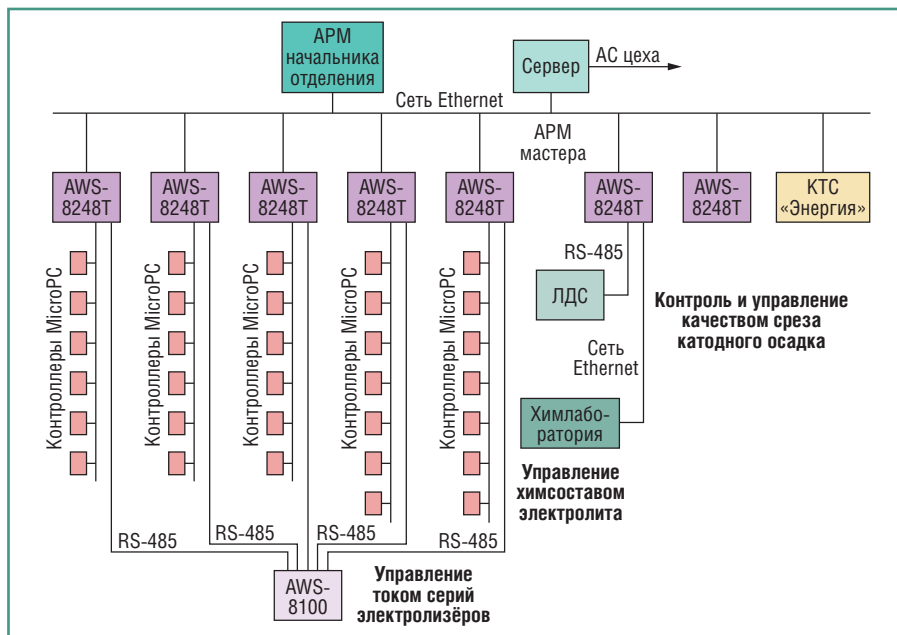 АРМ
начальника
отделения
Сервер
АС цеха
Сеть Ethernet
АРМ
мастера
AWS-
8248T
AWS-
8248T
AWS-
8248T
AWS-
8248T
AWS-
8248T
AWS-
8248T
AWS-
8248T
КТС
«Энергия»
Контроллеры MicroPC
Контроллеры MicroPC
Контроллеры MicroPC
Контроллеры MicroPC
Контроллеры MicroPC
RS-485
ЛДС
Контроль и управление
качеством среза
катодного осадка
Сеть
Ethernet
Химлабо-
ратория
Управление
химсоставом
электролита
RS-485
RS-485
RS-485
RS-485
AWS-
8100
Управление
током серий
электролизёров